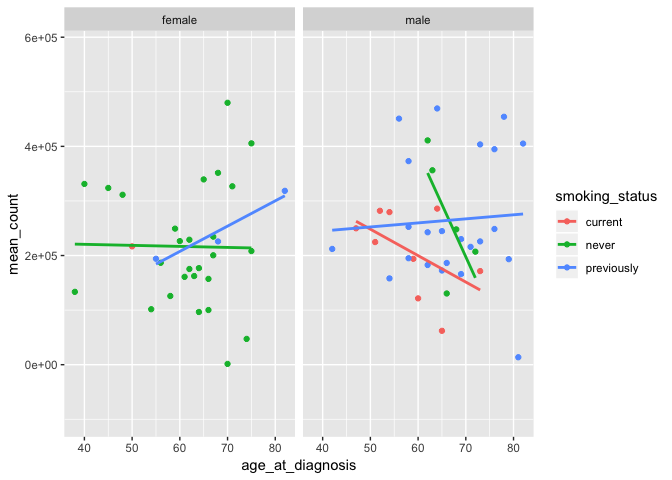 female male
6e+05
4e+05
2e+05
0e+00
mean_count
40 50 60 70 80 40 50 60 70 80
age_at_diagnosis
smoking_status
current
never
previously